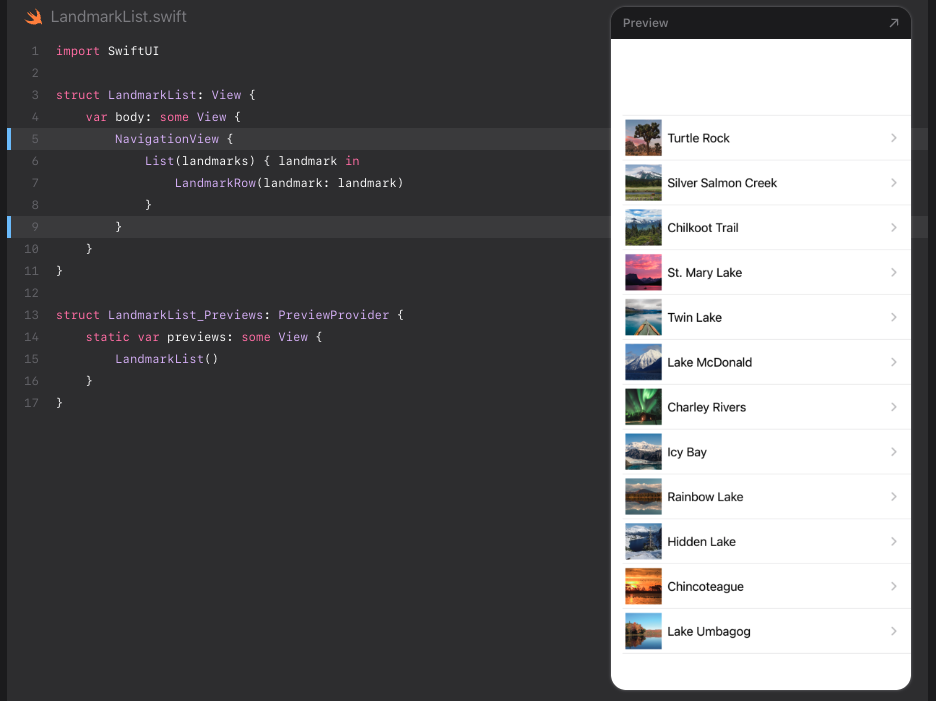 LandmarkList.swift
1 import SwiftUI
2
3 struct LandmarkList: View {
4     var body: some View {
5         NavigationView {
6             List(landmarks) { landmark in
7                 LandmarkRow(landmark: landmark)
8             }
9         }
10     }
11 }
12
13 struct LandmarkList_Previews: PreviewProvider {
14     static var previews: some View {
15         LandmarkList()
16     }
17 }
Preview
Turtle Rock
Silver Salmon Creek
Chilkoot Trail
St. Mary Lake
Twin Lake
Lake McDonald
Charley Rivers
Icy Bay
Rainbow Lake
Hidden Lake
Chincoteague
Lake Umbagog